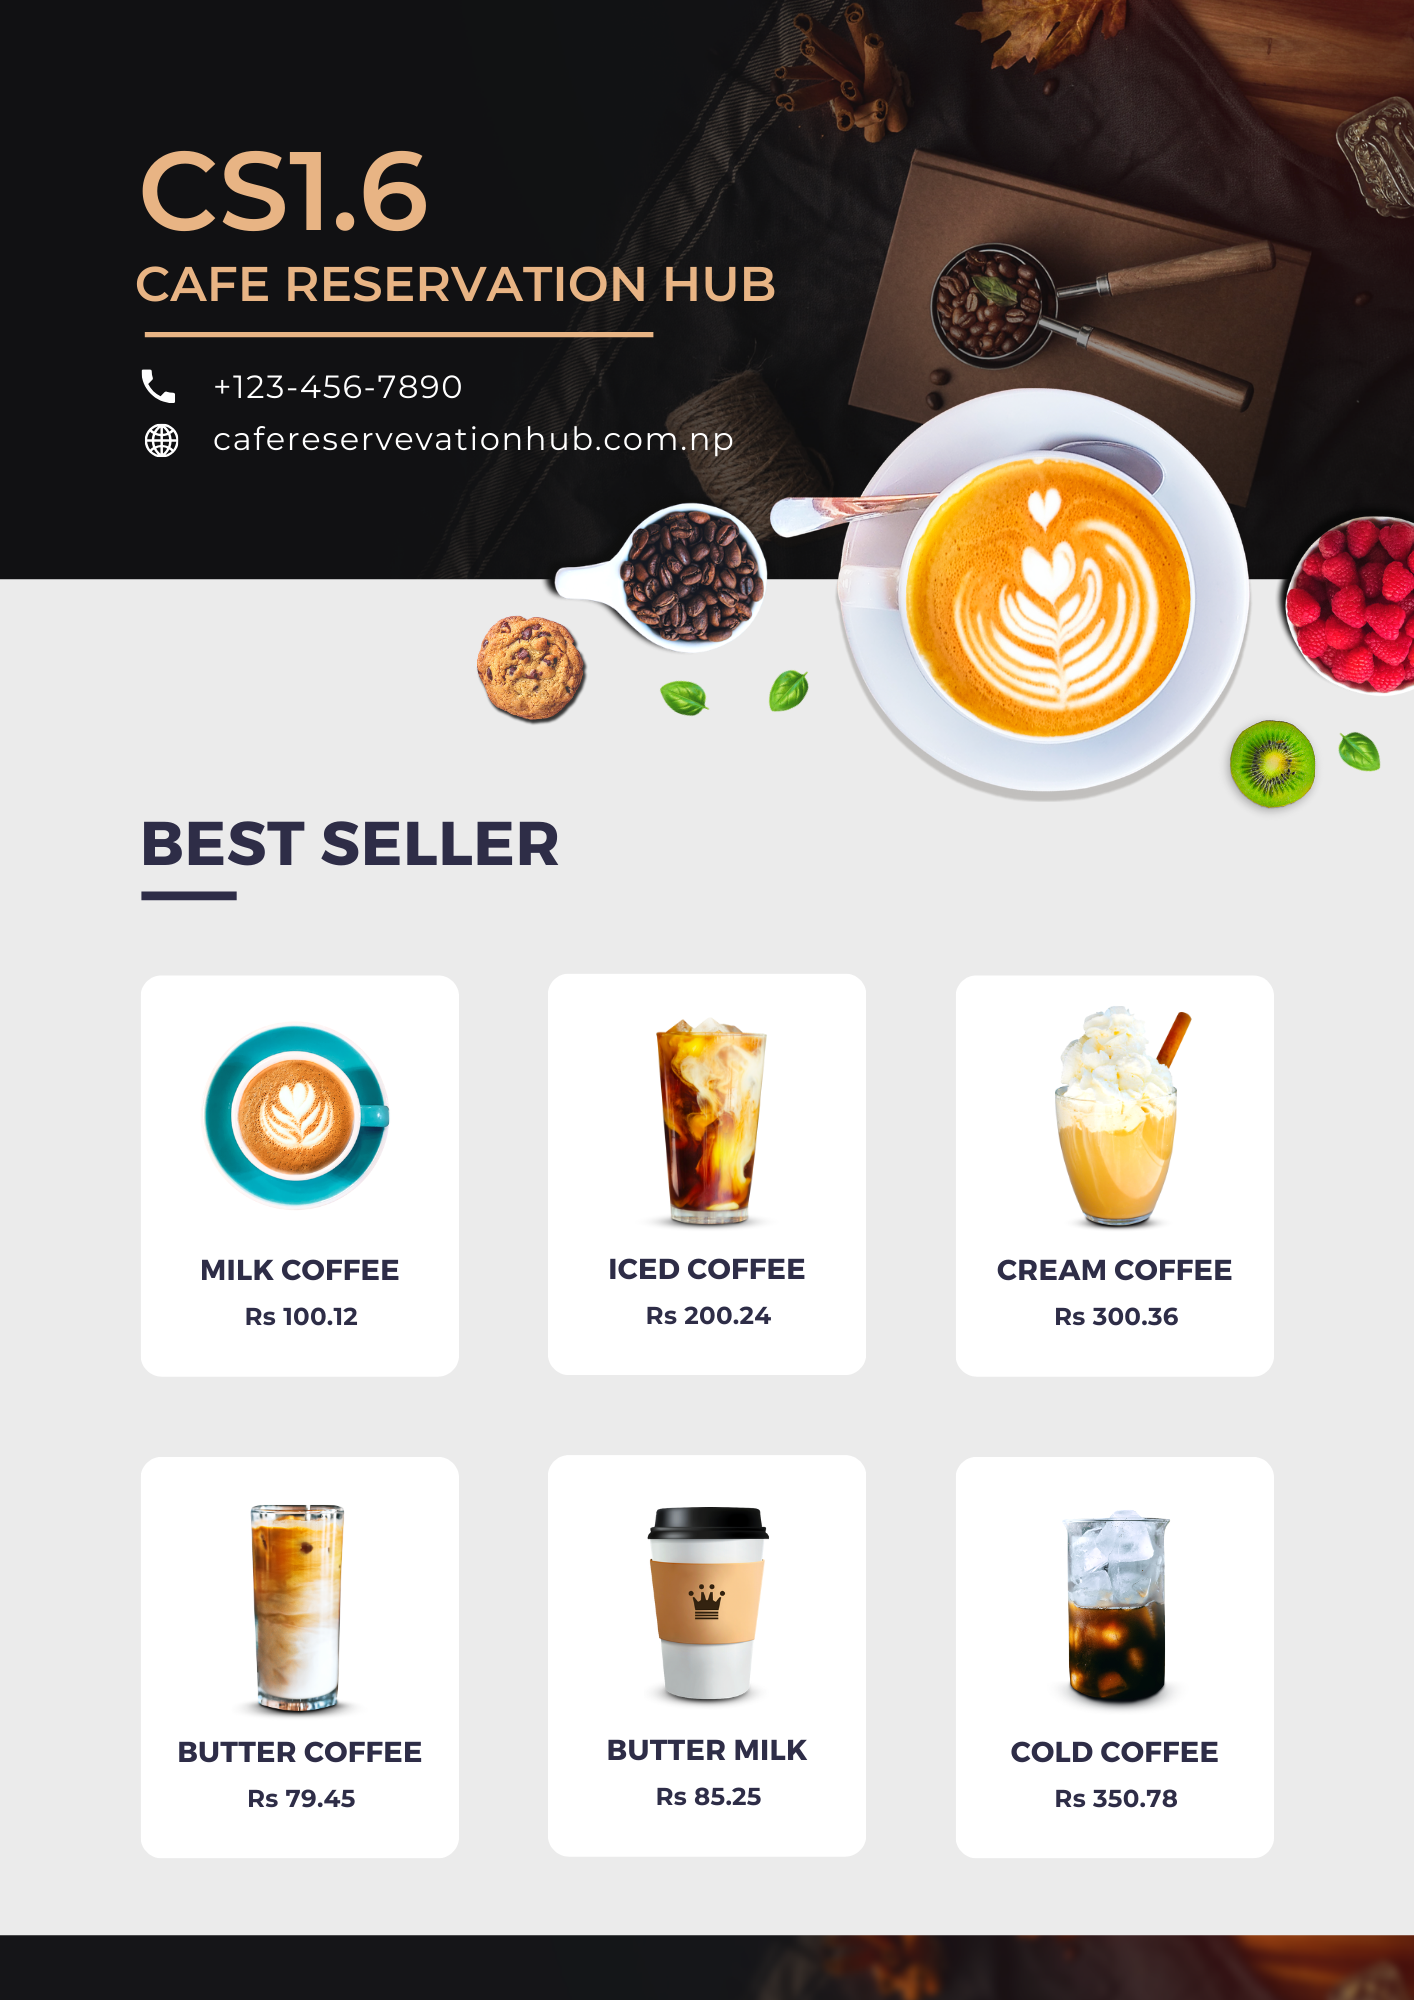 CS1.6
CAFE RESERVATION HUB
+123-456-7890
cafereservevationhub.com.np
BEST SELLER
MILK COFFEE
Rs 100.12
ICED COFFEE
Rs 200.24
CREAM COFFEE
Rs 300.36
BUTTER COFFEE
Rs 79.45
BUTTER MILK
Rs 85.25
COLD COFFEE
Rs 350.78